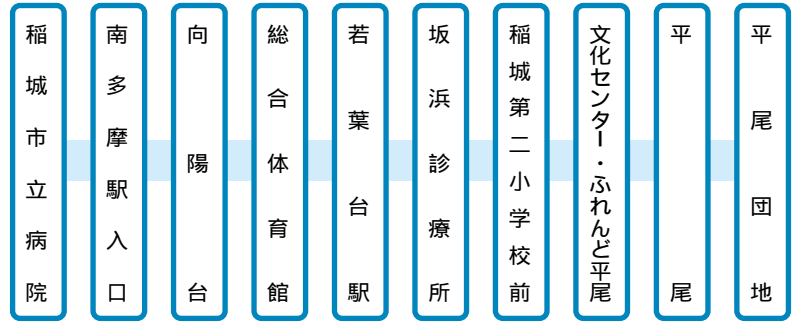 稲城市立病院
南多摩駅入口
向陽台
総合体育館
若葉台駅
坂浜診療所
稲城第二小学校前
文化センター・ふれんど平尾
平尾
平尾団地